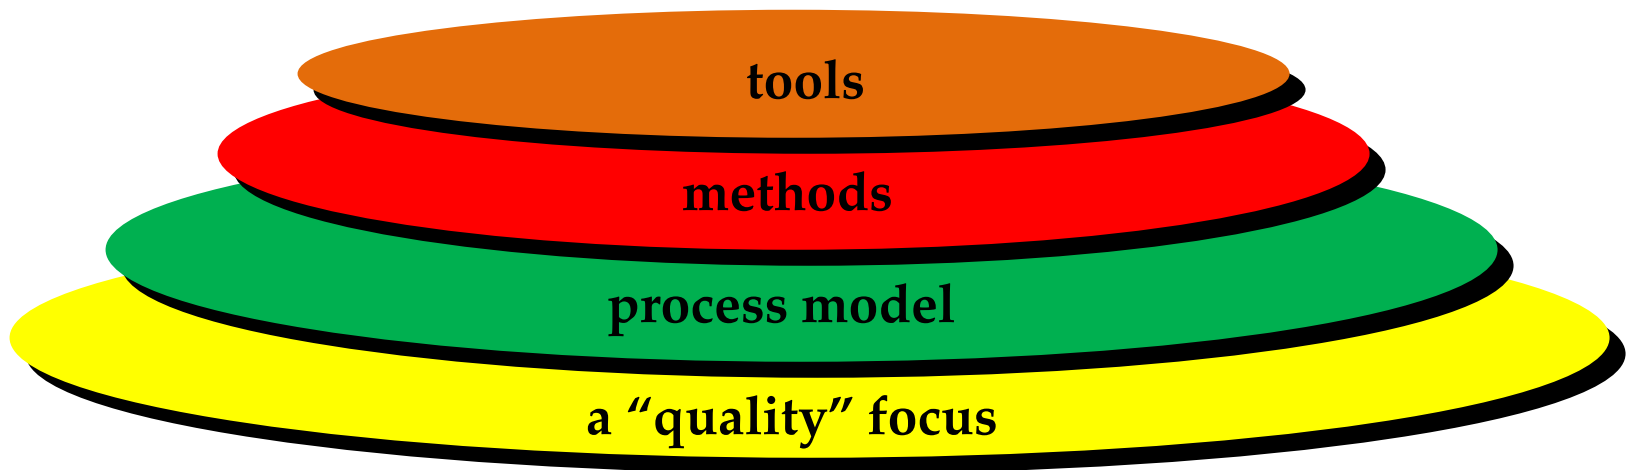 tools
methods
process model
a “quality” focus